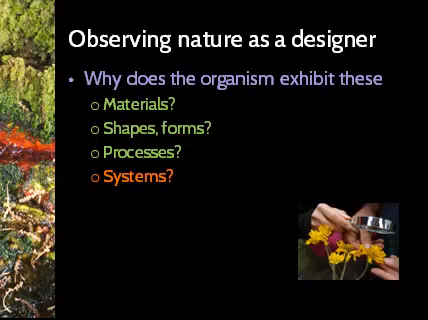 Observing nature as a designer
• Why does the organism exhibit these
o Materials?
o Shapes, forms?
o Processes?
o Systems?